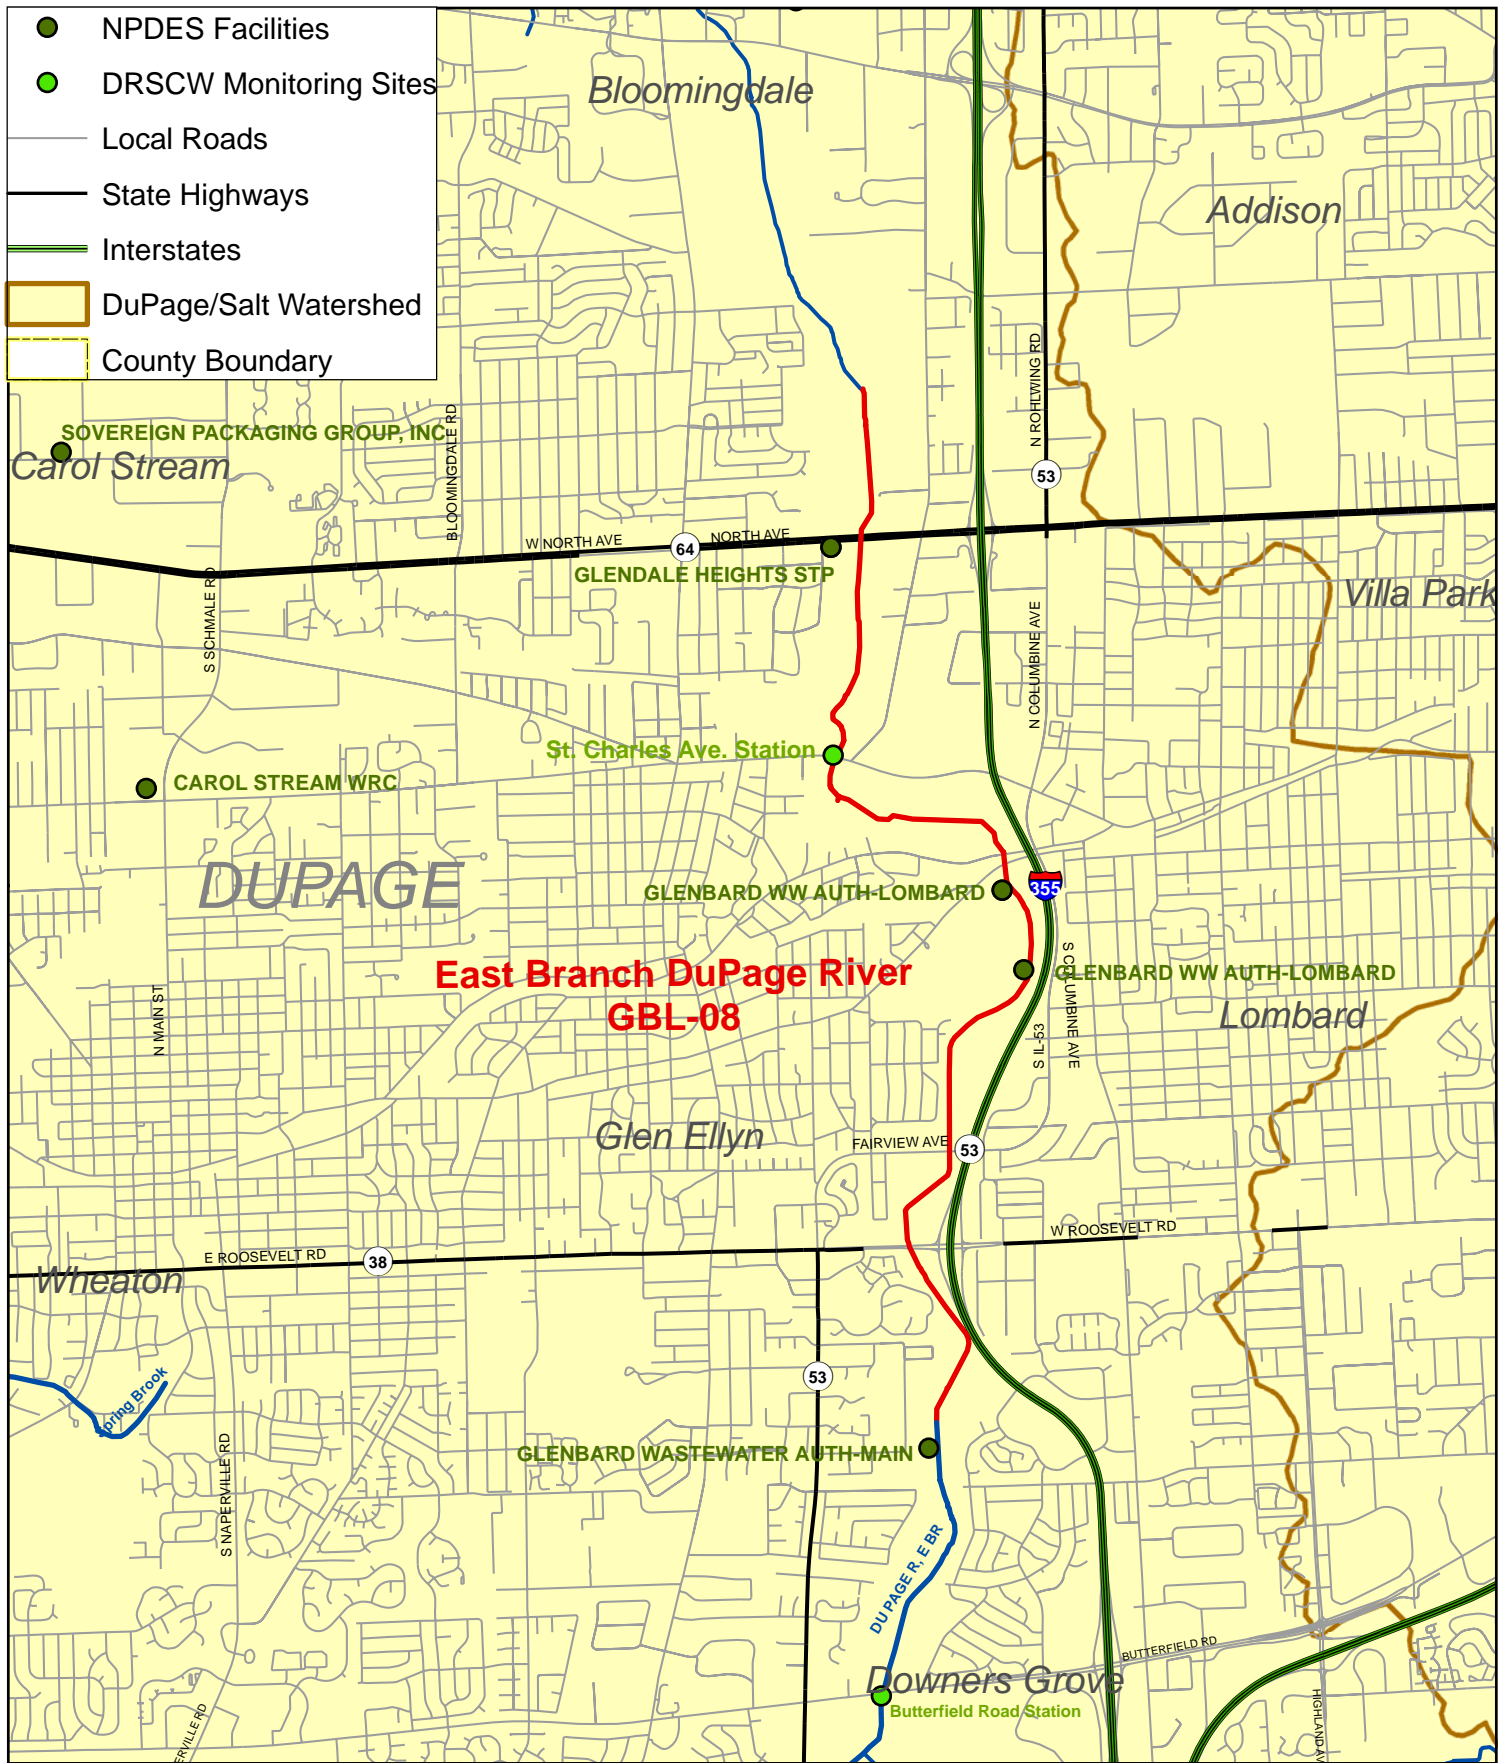 NPDES Facilities
DRSCW Monitoring Sites
Local Roads
State Highways
Interstates
DuPage/Salt Watershed
County Boundary
Bloomingdale
Addison
N ROHLWING RD
BLOOMINGDALE RD
SOVEREIGN PACKAGING GROUP, INC
Carol Stream
53
W NORTH AVE
64
NORTH AVE
GLENDALE HEIGHTS STP
Villa Park
S SCHMALE RD
N COLUMBINE AVE
St. Charles Ave. Station
CAROL STREAM WRC
DUPAGE
GLENBARD WW AUTH-LOMBARD
355
East Branch DuPage River
GBL-08
GLENBARD WW AUTH-LOMBARD
S COLUMBINE AVE
Lombard
N MAIN ST
S IL-53
Glen Ellyn
FAIRVIEW AVE
53
W ROOSEVELT RD
E ROOSEVELT RD
38
Wheaton
53
Spring Brook
GLENBARD WASTEWATER AUTH-MAIN
S NAPERVILLE RD
DU PAGE R, E BR
BUTTERFIELD RD
Downers Grove
Butterfield Road Station
HIGHLAND AV
ERVILLE RD